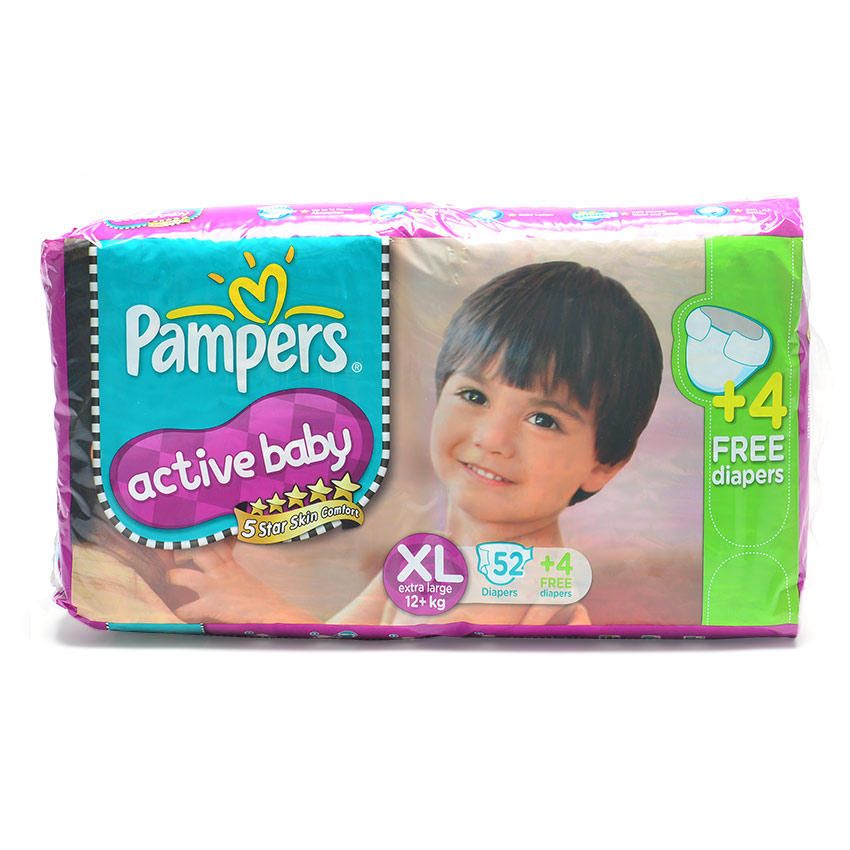 Pampers®
active baby
5 Star Skin Comfort
XL
extra large
12+ kg
52
Diapers
+4
FREE
diapers
+4
FREE
diapers